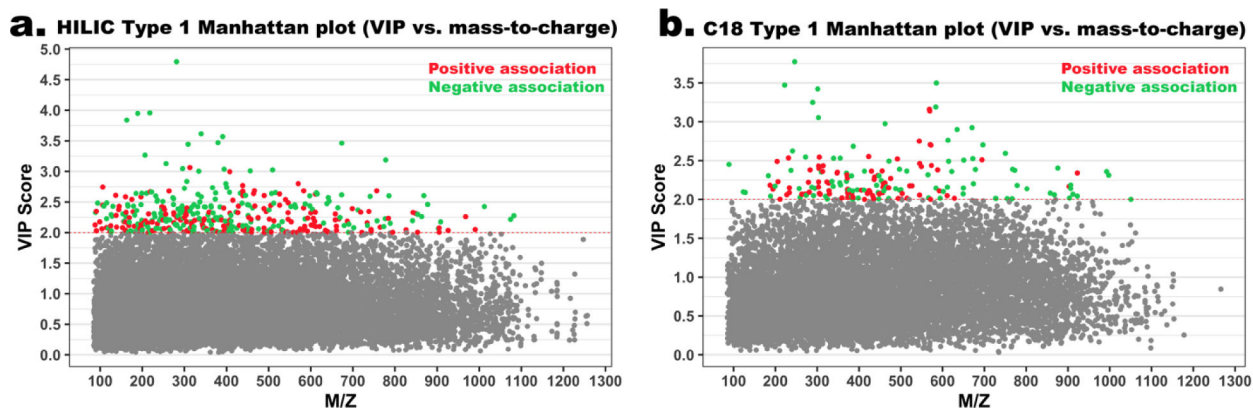 a. HILIC Type 1 Manhattan plot (VIP vs. mass-to-charge)
5.0
4.5
4.0
3.5
3.0
2.5
2.0
1.5
1.0
0.5
0.0
VIP Score
Positive association
Negative association
100 200 300 400 500 600 700 800 900 1000 1100 1200 1300
M/Z
b. C18 Type 1 Manhattan plot (VIP vs. mass-to-charge)
3.5
3.0
2.5
2.0
1.5
1.0
0.5
0.0
VIP Score
Positive association
Negative association
100 200 300 400 500 600 700 800 900 1000 1100 1200 1300
M/Z